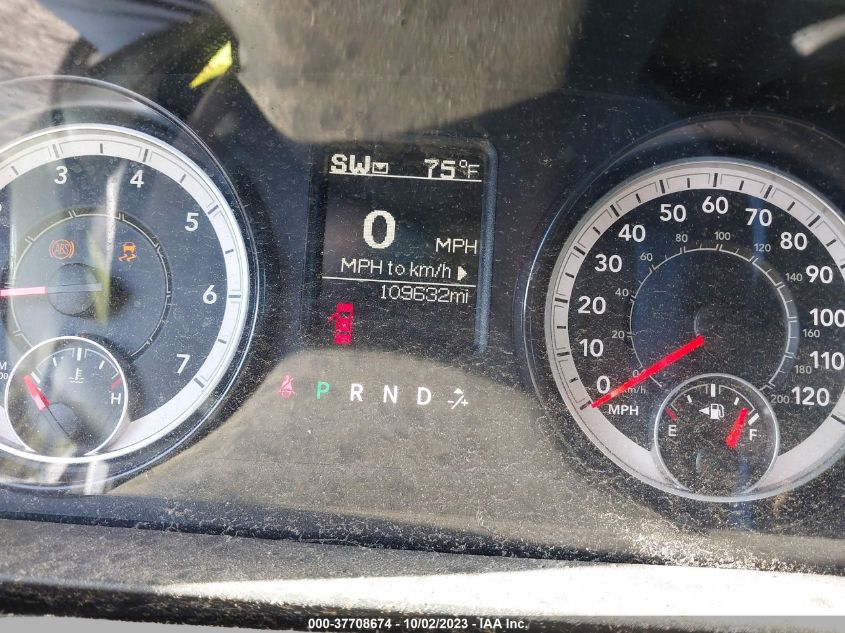 3 4 5 6 7
ABS
H
SW 75°F
0 MPH
MPH to km/h
109632mi
P R N D -/+
0 10 20 30 40 50 60 70 80 90 100 110 120
MPH
km/h 20 40 60 80 100 120 140 160 180 200
E F
000-37708674 - 10/02/2023 - IAA Inc.